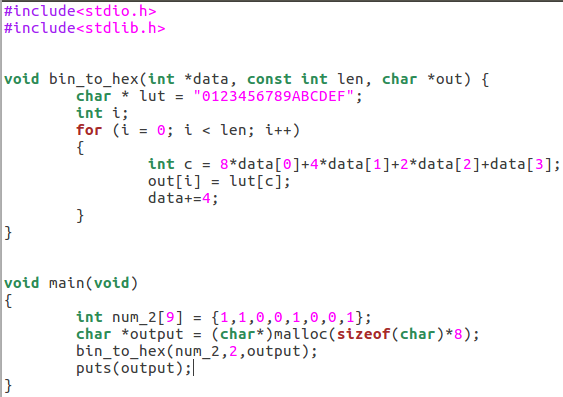 #include<stdio.h>
#include<stdlib.h>
void bin_to_hex(int *data, const int len, char *out) {
        char * lut = "0123456789ABCDEF";
        int i;
        for (i = 0; i < len; i++)
        {
                int c = 8*data[0]+4*data[1]+2*data[2]+data[3];
                out[i] = lut[c];
                data+=4;
        }
}
void main(void)
{
        int num_2[9] = {1,1,0,0,1,0,0,1};
        char *output = (char*)malloc(sizeof(char)*8);
        bin_to_hex(num_2,2,output);
        puts(output);
}